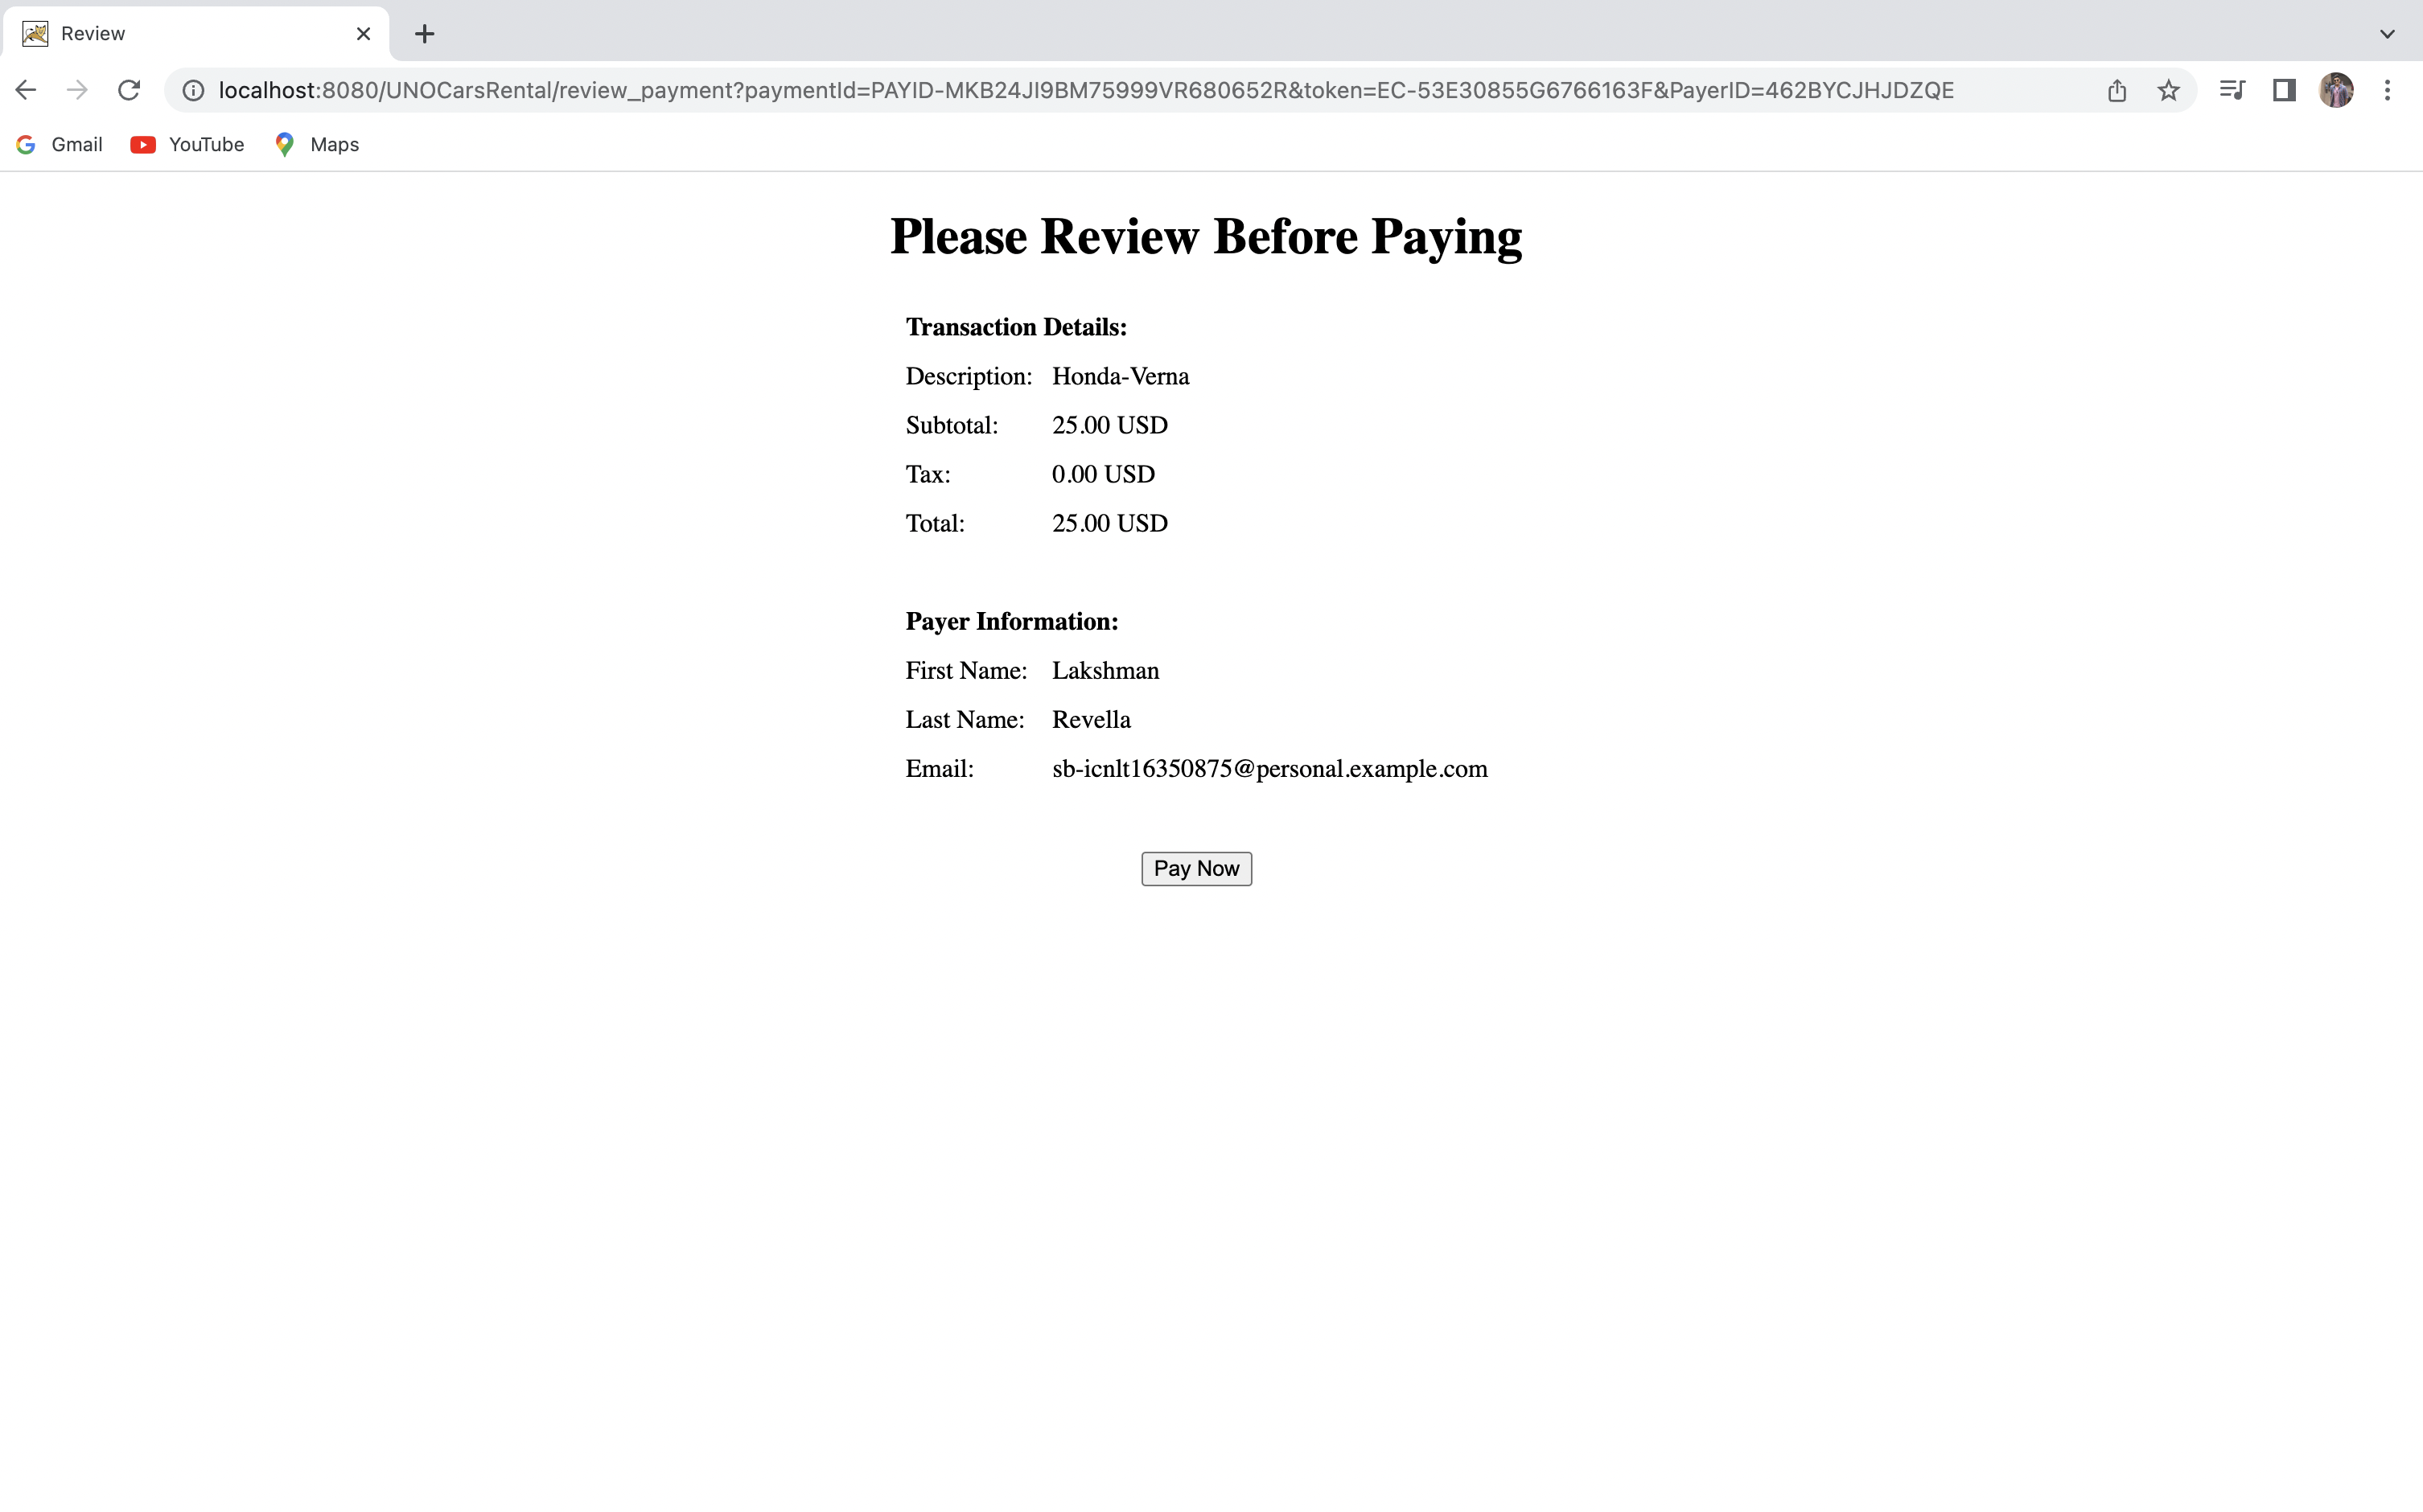 Review
localhost:8080/UNOCarsRental/review_payment?paymentId=PAYID-MKB24JI9BM75999VR680652R&token=EC-53E30855G6766163F&PayerID=462BYCJHJDZQE
Gmail YouTube Maps
Please Review Before Paying
Transaction Details:
Description: Honda-Verna
Subtotal: 25.00 USD
Tax: 0.00 USD
Total: 25.00 USD
Payer Information:
First Name: Lakshman
Last Name: Revella
Email: sb-icnlt16350875@personal.example.com
Pay Now